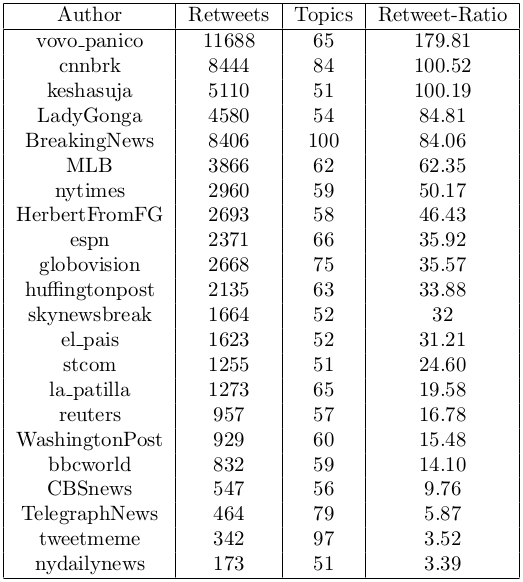 Author Retweets Topics Retweet-Ratio
vovo_panico 11688 65 179.81
cnnbrk 8444 84 100.52
keshasuja 5110 51 100.19
LadyGonga 4580 54 84.81
BreakingNews 8406 100 84.06
MLB 3866 62 62.35
nytimes 2960 59 50.17
HerbertFromFG 2693 58 46.43
espn 2371 66 35.92
globovision 2668 75 35.57
huffingtonpost 2135 63 33.88
skynewsbreak 1664 52 32
el_pais 1623 52 31.21
stcom 1255 51 24.60
la_patilla 1273 65 19.58
reuters 957 57 16.78
WashingtonPost 929 60 15.48
bbcworld 832 59 14.10
CBSnews 547 56 9.76
TelegraphNews 464 79 5.87
tweetmeme 342 97 3.52
nydailynews 173 51 3.39